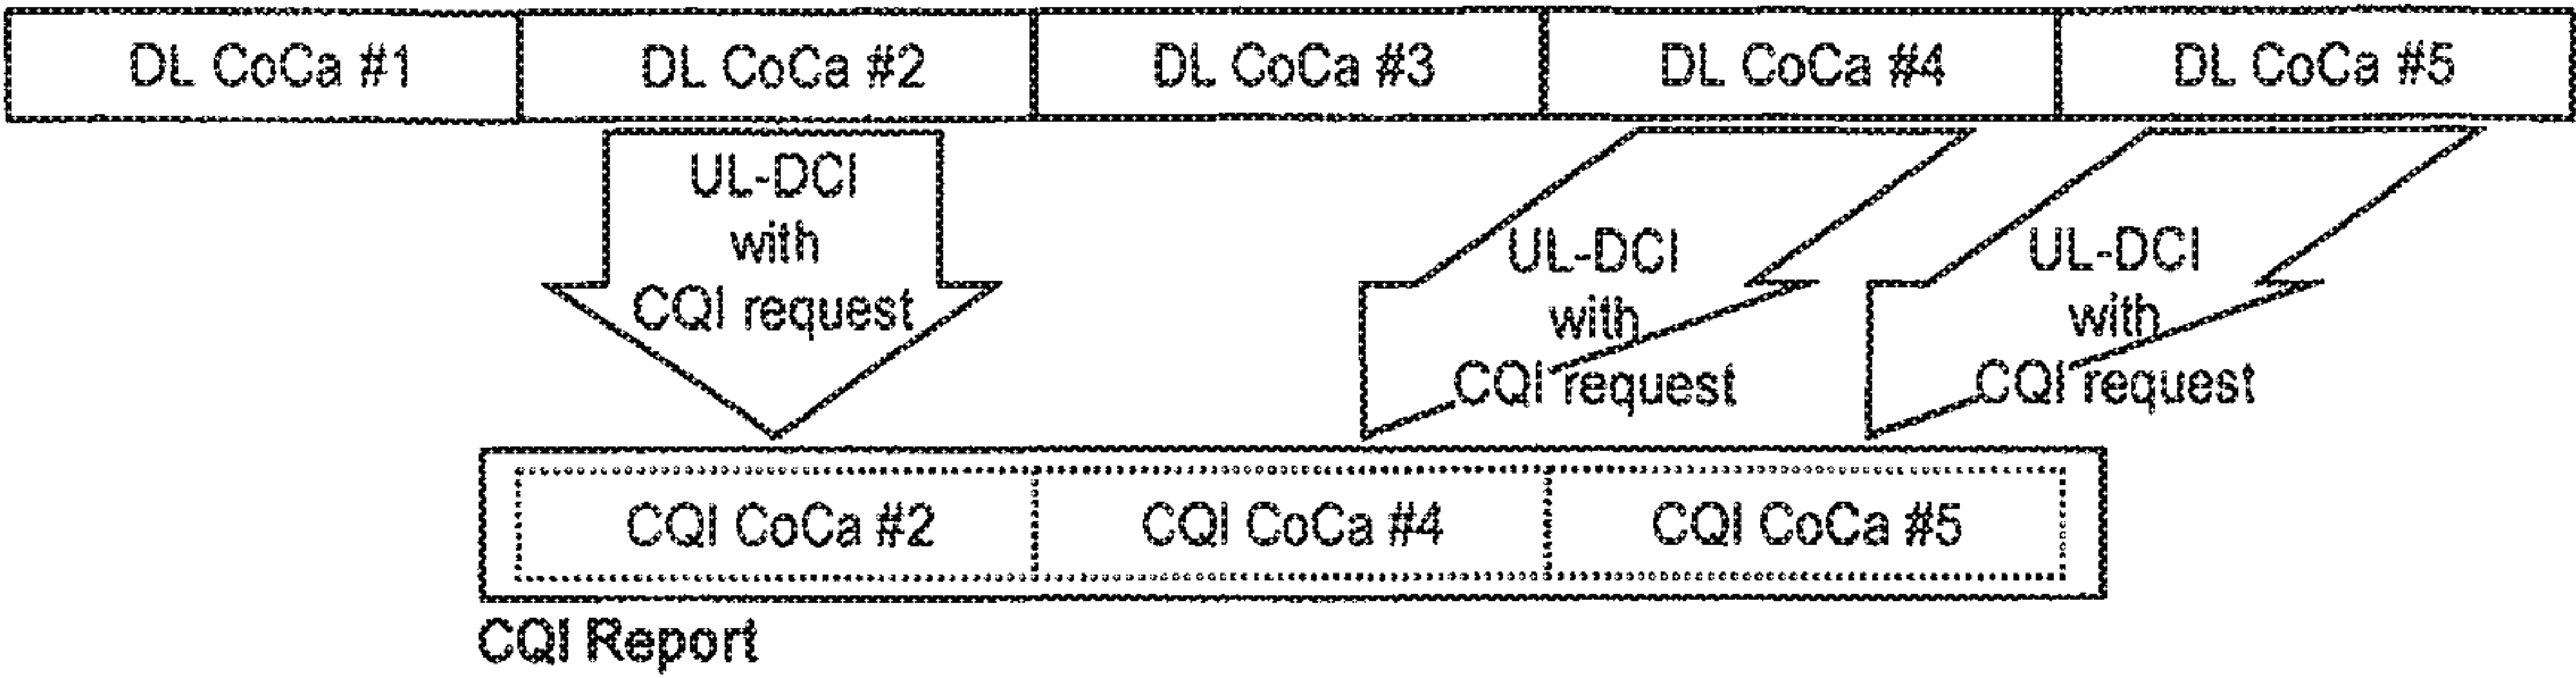 DL CoCa #1
DL CoCa #2
DL CoCa #3
DL CoCa #4
DL CoCa #5
UL-DCI
with
CQI request
UL-DCI
with
CQI request
UL-DCI
with
CQI request
CQI CoCa #2
CQI CoCa #4
CQI CoCa #5
CQI Report